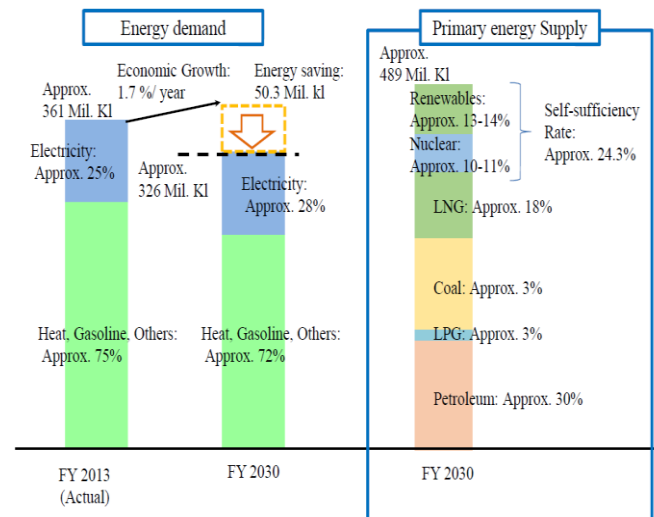 Energy demand
Primary energy Supply
Approx.
361 Mil. Kl
Economic Growth:
1.7 %/ year
Energy saving:
50.3 Mil. kl
Electricity:
Approx. 25%
Approx.
326 Mil. Kl
Electricity:
Approx. 28%
Heat, Gasoline, Others:
Approx. 75%
Heat, Gasoline, Others:
Approx. 72%
FY 2013
(Actual)
FY 2030
Approx.
489 Mil. Kl
Renewables:
Approx. 13-14%
Nuclear:
Approx. 10-11%
Self-sufficiency
Rate:
Approx. 24.3%
LNG: Approx. 18%
Coal: Approx. 3%
LPG: Approx. 3%
Petroleum: Approx. 30%
FY 2030